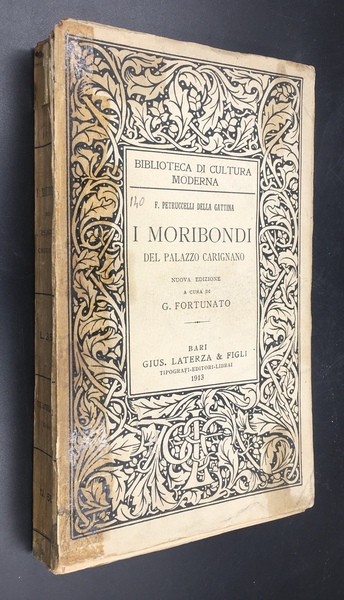 BIBLIOTECA DI CULTURA
MODERNA
140
F. PETRUCCELLI DELLA GATTINA
I MORIBONDI
DEL PALAZZO CARIGNANO
NUOVA EDIZIONE
A CURA DI
G. FORTUNATO
BARI
GIUS. LATERZA & FIGLI
TIPOGRAFI-EDITORI-LIBRAI
1913